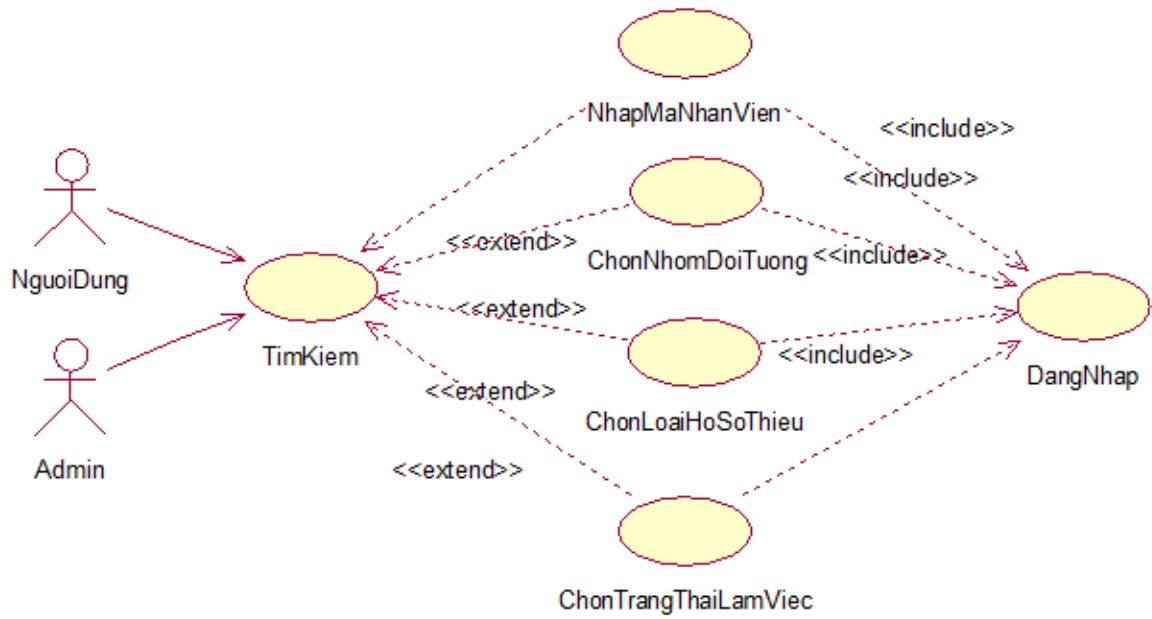 NhapMaNhanVien
<<include>>
<<include>>
<<extend>>
ChonNhomDoiTuong
<<include>>
NguoiDung
<<extend>>
TimKiem
<<include>>
DangNhap
<<extend>>
ChonLoaiHoSoThieu
Admin
<<extend>>
ChonTrangThaiLamViec